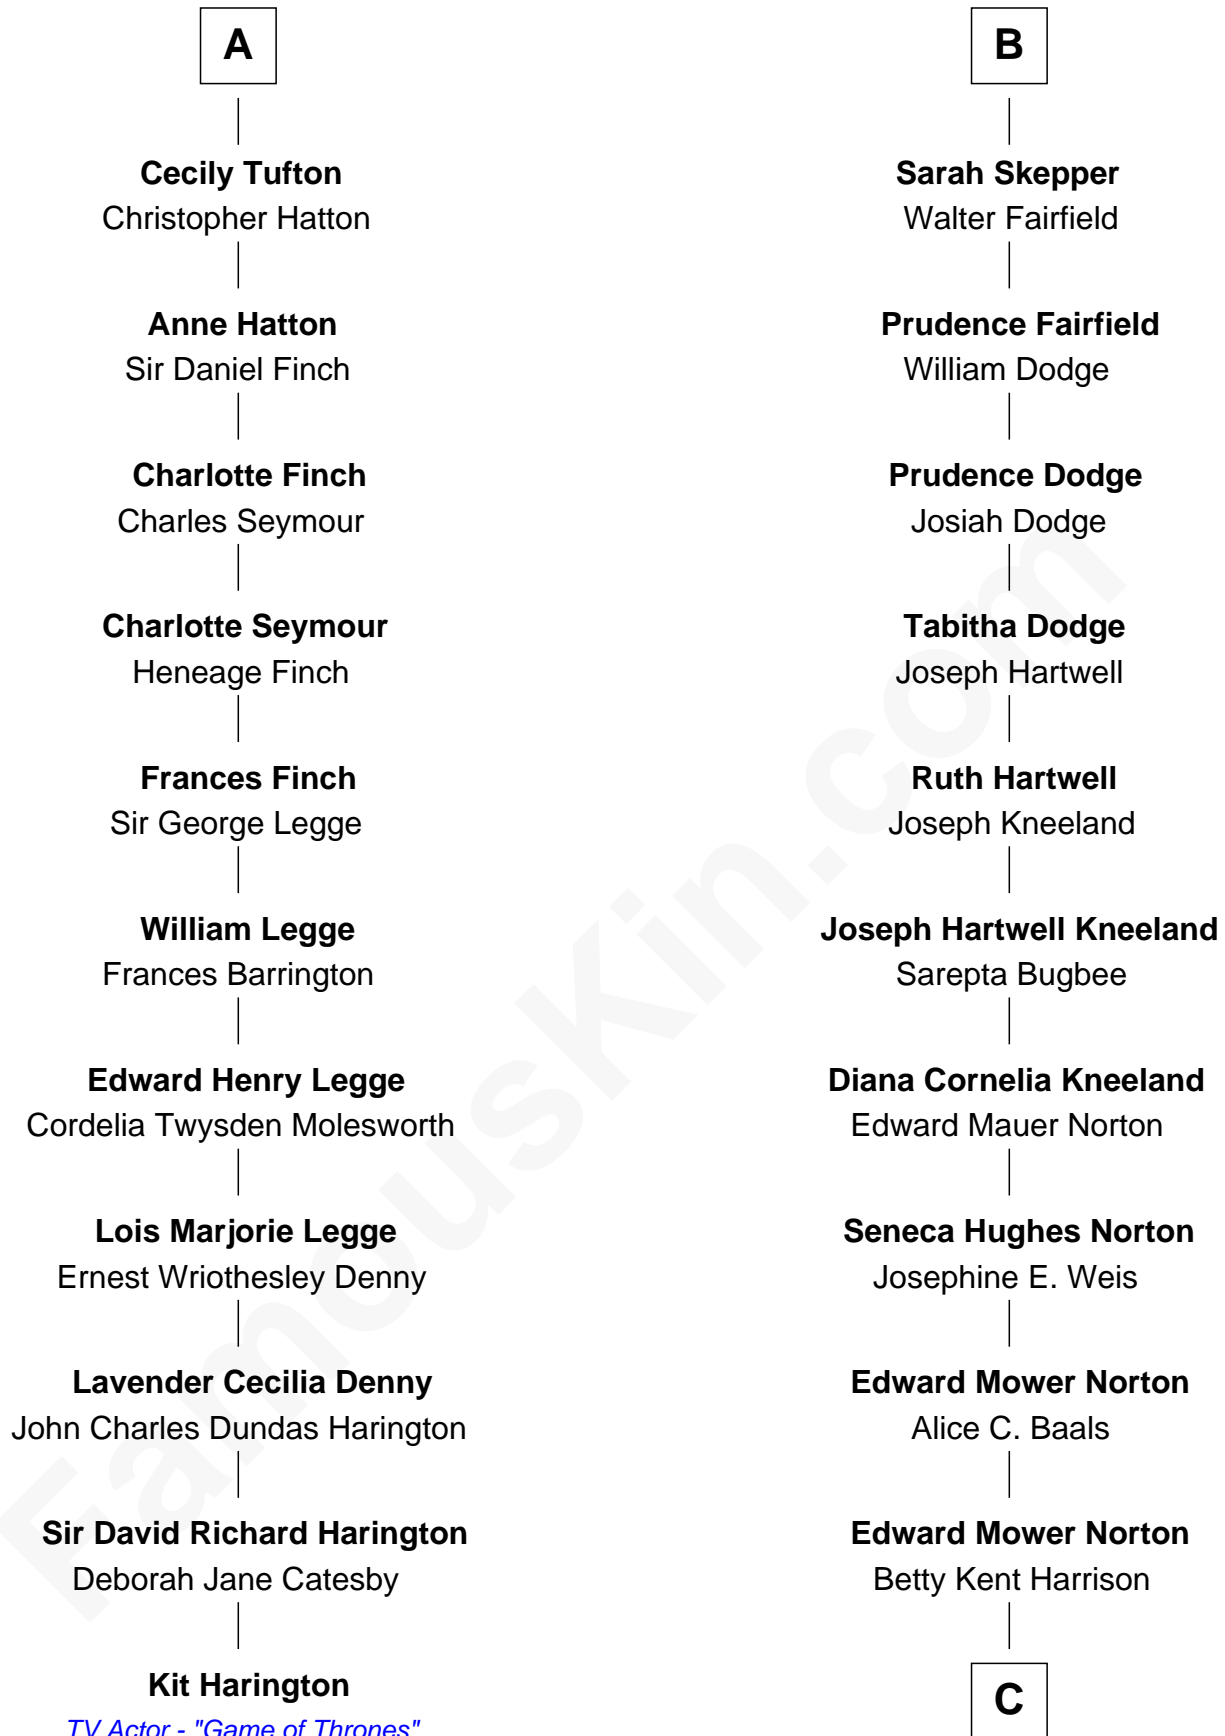 A
Cecily Tufton
Christopher Hatton
Anne Hatton
Sir Daniel Finch
Charlotte Finch
Charles Seymour
Charlotte Seymour
Heneage Finch
Frances Finch
Sir George Legge
William Legge
Frances Barrington
Edward Henry Legge
Cordelia Twysden Molesworth
Lois Marjorie Legge
Ernest Wriothesley Denny
Lavender Cecilia Denny
John Charles Dundas Harington
Sir David Richard Harington
Deborah Jane Catesby
Kit Harington
TV Actor - "Game of Thrones"
B
Sarah Skepper
Walter Fairfield
Prudence Fairfield
William Dodge
Prudence Dodge
Josiah Dodge
Tabitha Dodge
Joseph Hartwell
Ruth Hartwell
Joseph Kneeland
Joseph Hartwell Kneeland
Sarepta Bugbee
Diana Cornelia Kneeland
Edward Mauer Norton
Seneca Hughes Norton
Josephine E. Weis
Edward Mower Norton
Alice C. Baals
Edward Mower Norton
Betty Kent Harrison
C
FamousKin.com